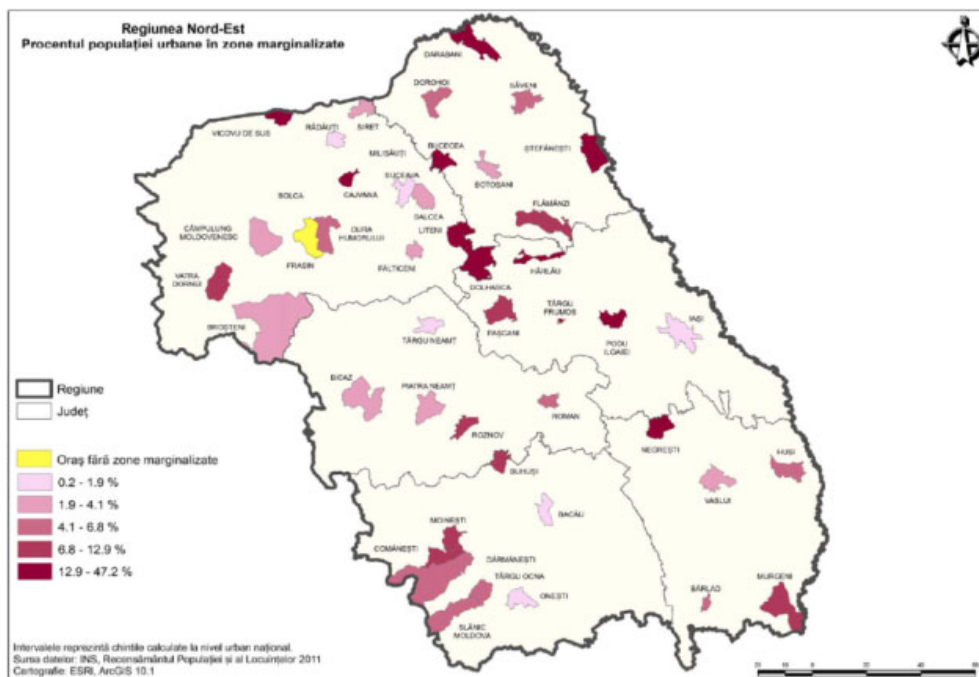 Regiunea Nord-Est
Procentul populației urbane în zone marginalizate
DARABANI
DOROHOI
SĂVENI
VICOVU DE SUS
RĂDĂUȚI
SIRET
MILISĂUȚI
BUCECEA
ȘTEFĂNEȘTI
SUCEAVA
BOTOȘANI
SOLCA
CAJVANA
SALCEA
FLĂMÂNZI
CÂMPULUNG
MOLDOVENESC
GURA
HUMORULUI
LITENI
FRASIN
FĂLTICENI
HÂRLĂU
VATRA
DORNEI
DOLHASCA
BROȘTENI
PAȘCANI
TÂRGU
FRUMOS
IAȘI
TÂRGU NEAMȚ
PODU
ILOAIEI
BICAZ
PIATRA NEAMȚ
ROMAN
ROZNOV
NEGREȘTI
HUȘI
BUHUȘI
VASLUI
BACĂU
MOINEȘTI
COMĂNEȘTI
DĂRMĂNEȘTI
TÂRGU OCNA
ONEȘTI
SLĂNIC
MOLDOVA
BÂRLAD
MURGENI
Regiune
Județ
Oraș fără zone marginalizate
0.2 - 1.9 %
1.9 - 4.1 %
4.1 - 6.8 %
6.8 - 12.9 %
12.9 - 47.2 %
Intervalele reprezintă chintile calculate la nivel urban național.
Sursa datelor: INS, Recensământul Populației și al Locuințelor 2011
Cartografie: ESRI, ArcGIS 10.1